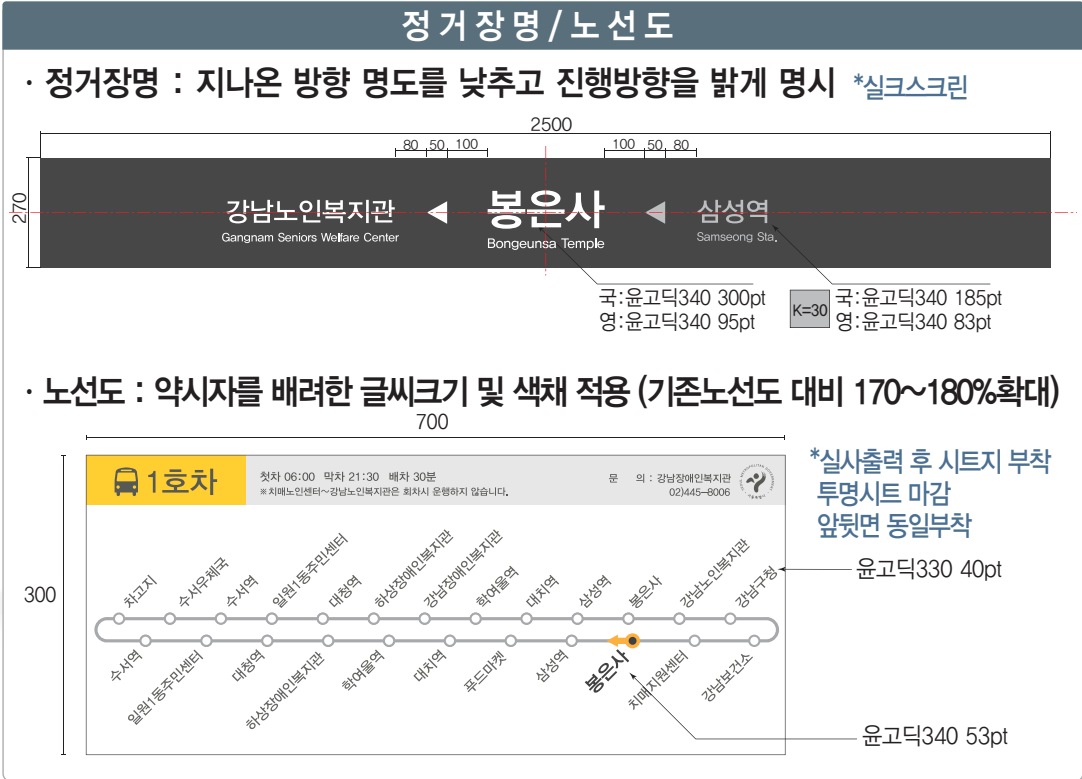 정거장명/노선도
· 정거장명 : 지나온 방향 명도를 낮추고 진행방향을 밝게 명시 *실크스크린
2500
80 50 100 100 50 80
270
강남노인복지관 봉은사 삼성역
Gangnam Seniors Welfare Center Bongeunsa Temple Samseong Sta.
국:윤고딕340 300pt
영:윤고딕340 95pt
K=30
국:윤고딕340 185pt
영:윤고딕340 83pt
· 노선도 : 약시자를 배려한 글씨크기 및 색채 적용 (기존노선도 대비 170~180%확대)
700
300
1호차
첫차 06:00 막차 21:30 배차 30분
※치매노인센터~강남노인복지관은 회차시 운행하지 않습니다.
문 의 : 강남장애인복지관
02)445-8006
*실사출력 후 시트지 부착
투명시트 마감
앞뒷면 동일부착
차고지 수서우체국 수서역 일원1동주민센터 대청역 하상장애인복지관 강남장애인복지관 학여울역 대치역 삼성역 봉은사 강남노인복지관 강남구청
윤고딕330 40pt
수서역 일원1동주민센터 대청역 하상장애인복지관 학여울역 대치역 푸드마켓 삼성역 봉은사 치매지원센터 강남보건소
윤고딕340 53pt